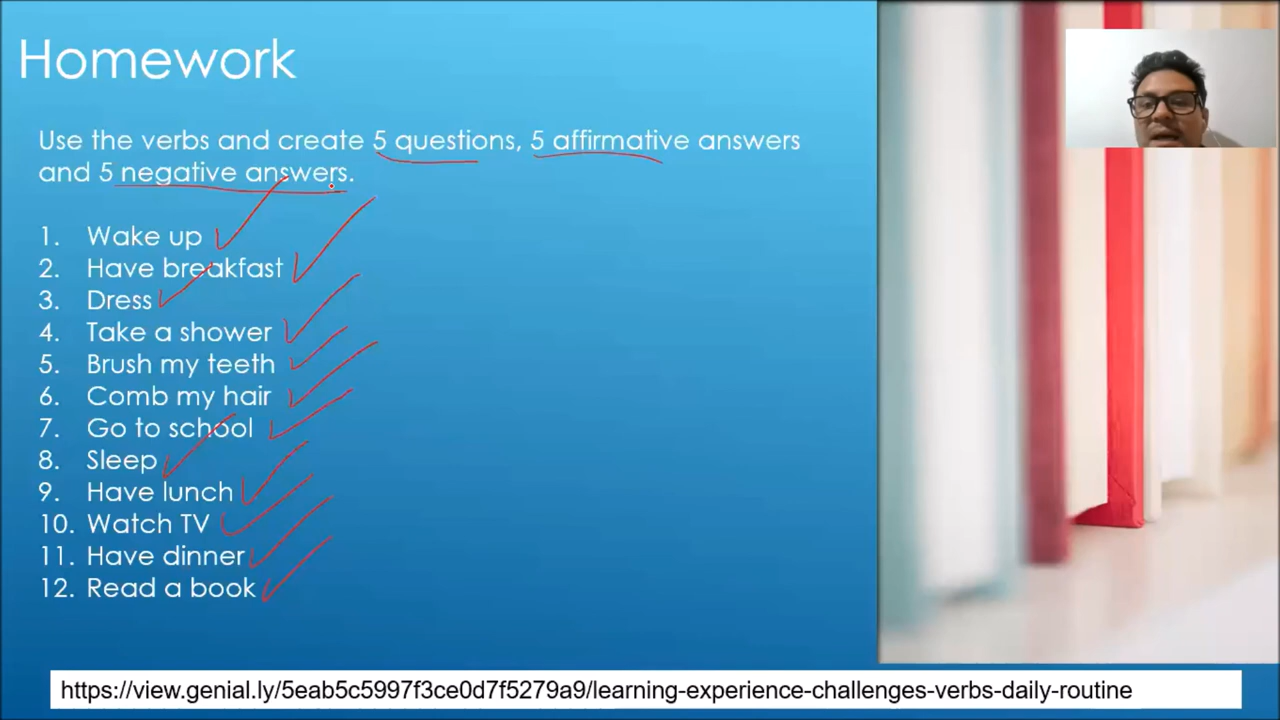 Homework
Use the verbs and create 5 questions, 5 affirmative answers
and 5 negative answers.
1. Wake up
2. Have breakfast
3. Dress
4. Take a shower
5. Brush my teeth
6. Comb my hair
7. Go to school
8. Sleep
9. Have lunch
10. Watch TV
11. Have dinner
12. Read a book
https://view.genial.ly/5eab5c5997f3ce0d7f5279a9/learning-experience-challenges-verbs-daily-routine